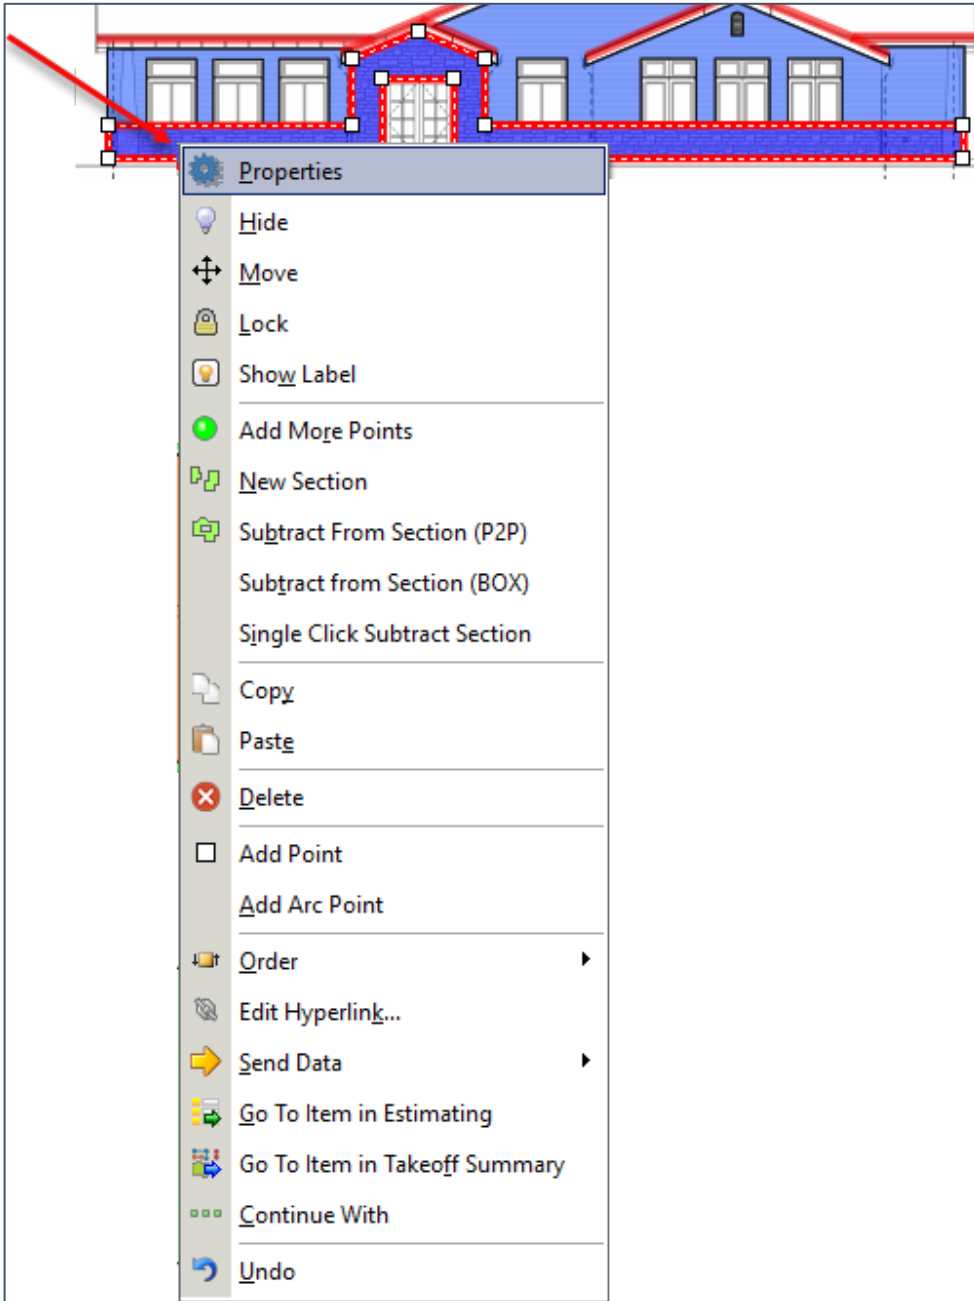 Properties
Hide
Move
Lock
Show Label
Add More Points
New Section
Subtract From Section (P2P)
Subtract from Section (BOX)
Single Click Subtract Section
Copy
Paste
Delete
Add Point
Add Arc Point
Order
Edit Hyperlink...
Send Data
Go To Item in Estimating
Go To Item in Takeoff Summary
Continue With
Undo